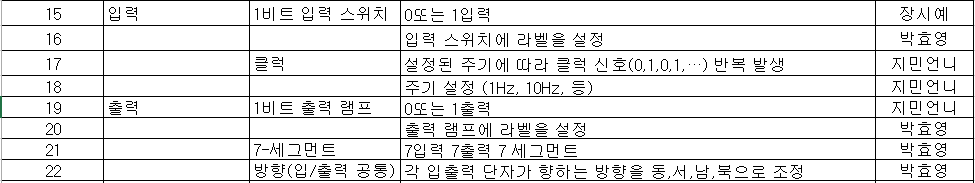 15 입력 1비트 입력 스위치 0또는 1입력 장시예
16 입력 스위치에 라벨을 설정 박효영
17 클럭 설정된 주기에 따라 클럭 신호(0,1,0,1,…) 반복 발생 지민언니
18 주기 설정 (1Hz, 10Hz, 등) 지민언니
19 출력 1비트 출력 램프 0또는 1출력 지민언니
20 출력 램프에 라벨을 설정 박효영
21 7-세그먼트 7입력 7출력 7 세그먼트 박효영
22 방향(입/출력 공통) 각 입출력 단자가 향하는 방향을 동,서,남,북으로 조정 박효영